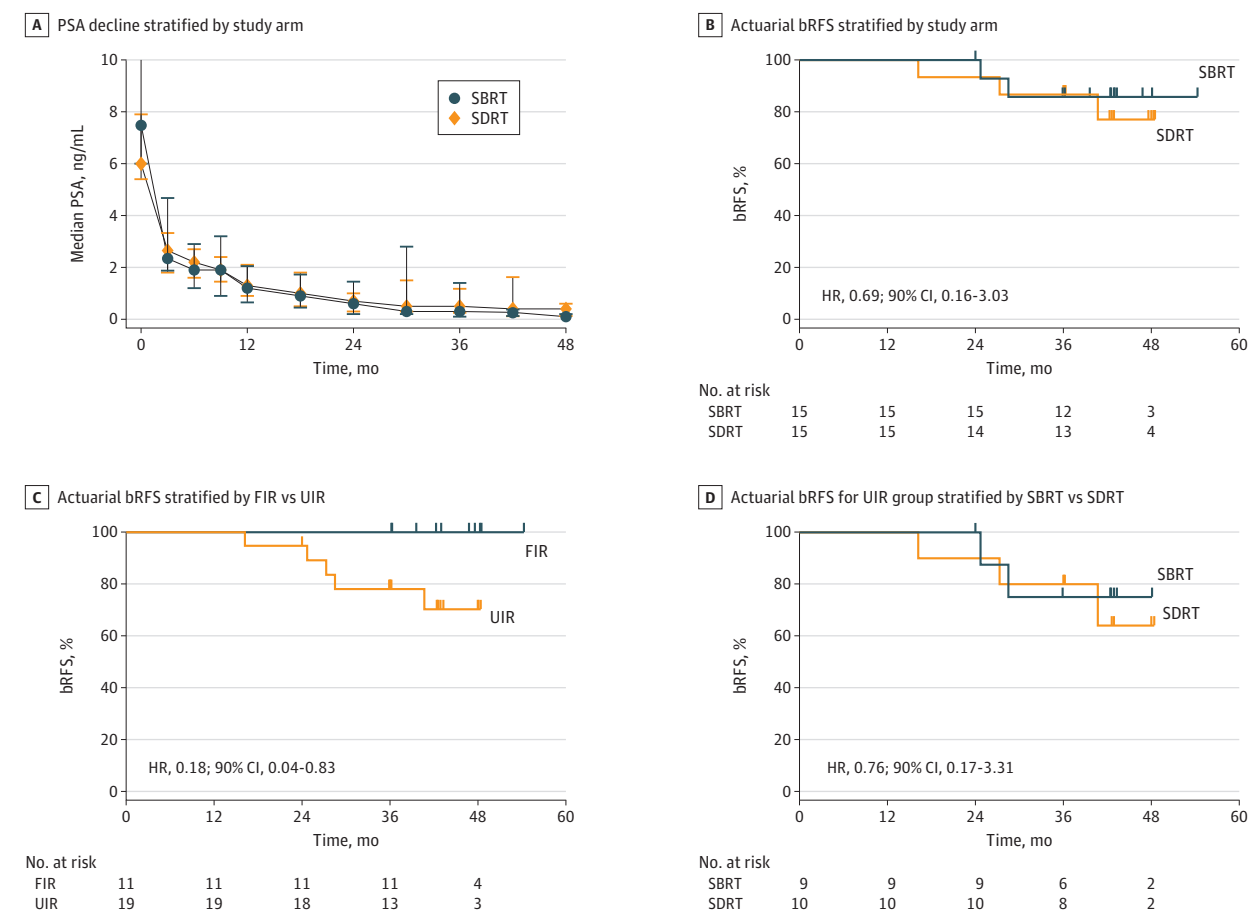 A PSA decline stratified by study arm
10
8
6
4
2
0
Median PSA, ng/mL
SBRT
SDRT
0 12 24 36 48
Time, mo
B Actuarial bRFS stratified by study arm
100
80
60
40
20
0
bRFS, %
SBRT
SDRT
HR, 0.69; 90% CI, 0.16-3.03
0 12 24 36 48 60
Time, mo
No. at risk
SBRT 15 15 15 12 3
SDRT 15 15 14 13 4
C Actuarial bRFS stratified by FIR vs UIR
100
80
60
40
20
0
bRFS, %
FIR
UIR
HR, 0.18; 90% CI, 0.04-0.83
0 12 24 36 48 60
Time, mo
No. at risk
FIR 11 11 11 11 4
UIR 19 19 18 13 3
D Actuarial bRFS for UIR group stratified by SBRT vs SDRT
100
80
60
40
20
0
bRFS, %
SBRT
SDRT
HR, 0.76; 90% CI, 0.17-3.31
0 12 24 36 48 60
Time, mo
No. at risk
SBRT 9 9 9 6 2
SDRT 10 10 10 8 2